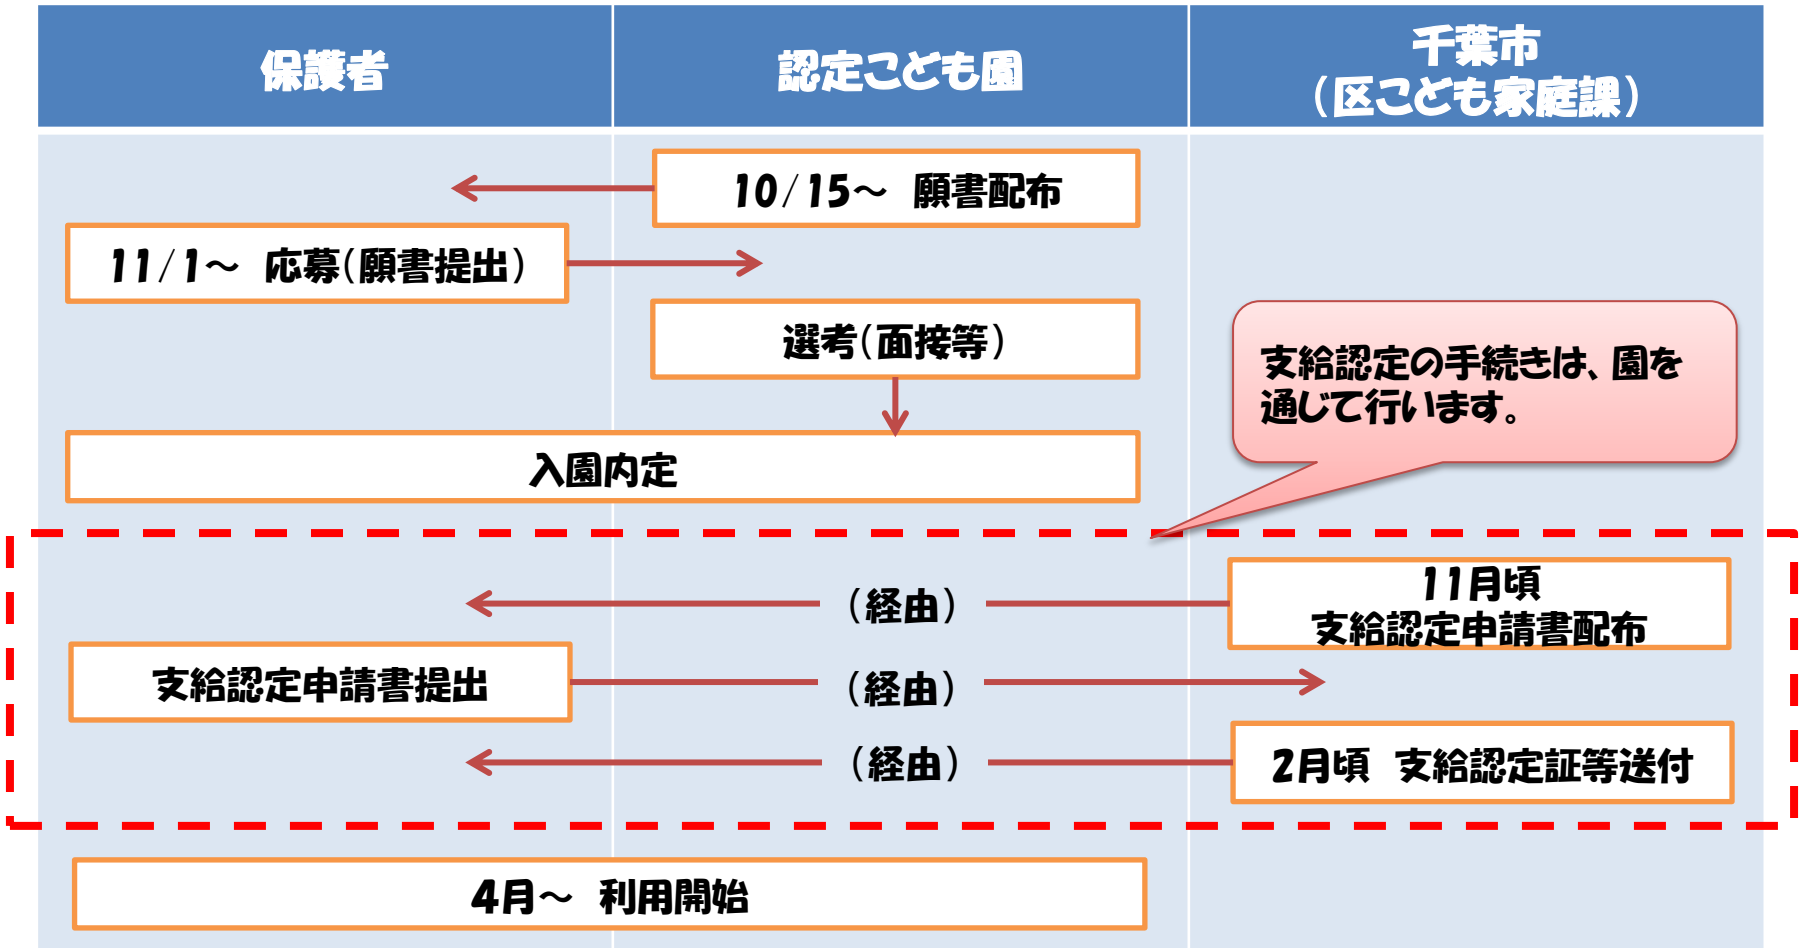 保護者
認定こども園
千葉市
（区こども家庭課）
10/15～　願書配布
11/1～　応募(願書提出)
選考(面接等)
支給認定の手続きは、園を
通じて行います。
入園内定
11月頃
支給認定申請書配布
（経由）
支給認定申請書提出
（経由）
2月頃　支給認定証等送付
（経由）
4月～　利用開始